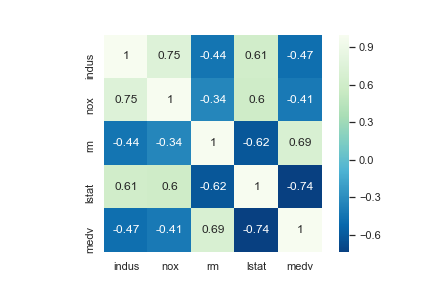 indus 1 0.75 -0.44 0.61 -0.47
nox 0.75 1 -0.34 0.6 -0.41
rm -0.44 -0.34 1 -0.62 0.69
lstat 0.61 0.6 -0.62 1 -0.74
medv -0.47 -0.41 0.69 -0.74 1
indus nox rm lstat medv
0.9
0.6
0.3
0.0
-0.3
-0.6